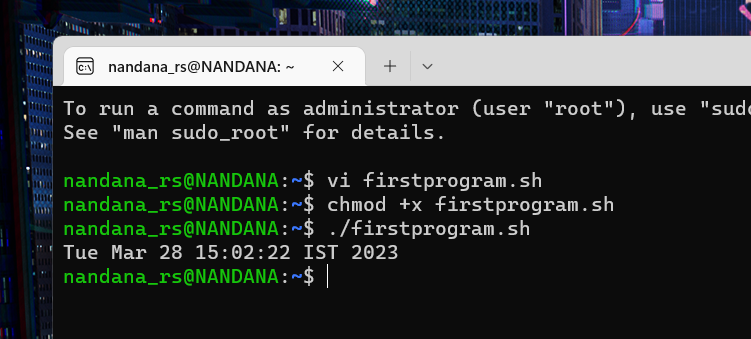 nandana_rs@NANDANA: ~
To run a command as administrator (user "root"), use "sudo
See "man sudo_root" for details.
nandana_rs@NANDANA:~$ vi firstprogram.sh
nandana_rs@NANDANA:~$ chmod +x firstprogram.sh
nandana_rs@NANDANA:~$ ./firstprogram.sh
Tue Mar 28 15:02:22 IST 2023
nandana_rs@NANDANA:~$